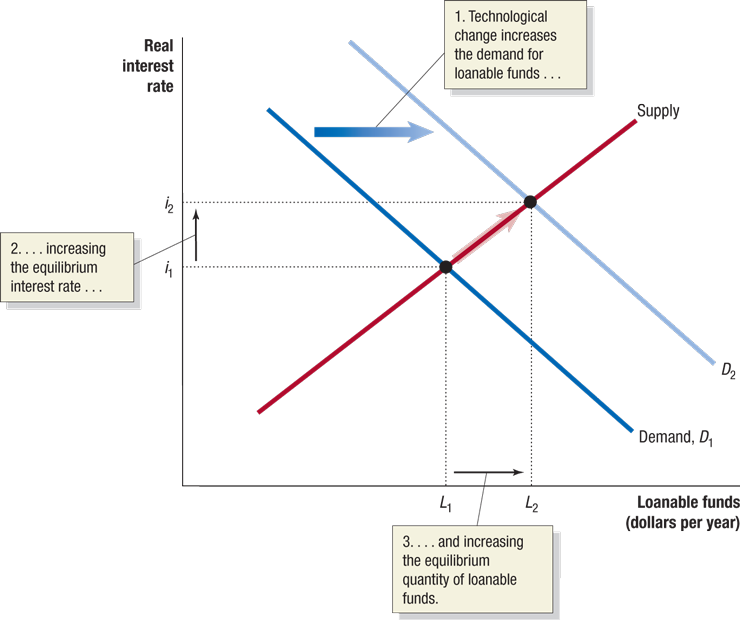 Real
interest
rate
1. Technological
change increases
the demand for
loanable funds . . .
Supply
i2
2. . . . increasing
the equilibrium
interest rate . . .
i1
D2
Demand, D1
L1
L2
Loanable funds
(dollars per year)
3. . . . and increasing
the equilibrium
quantity of loanable
funds.